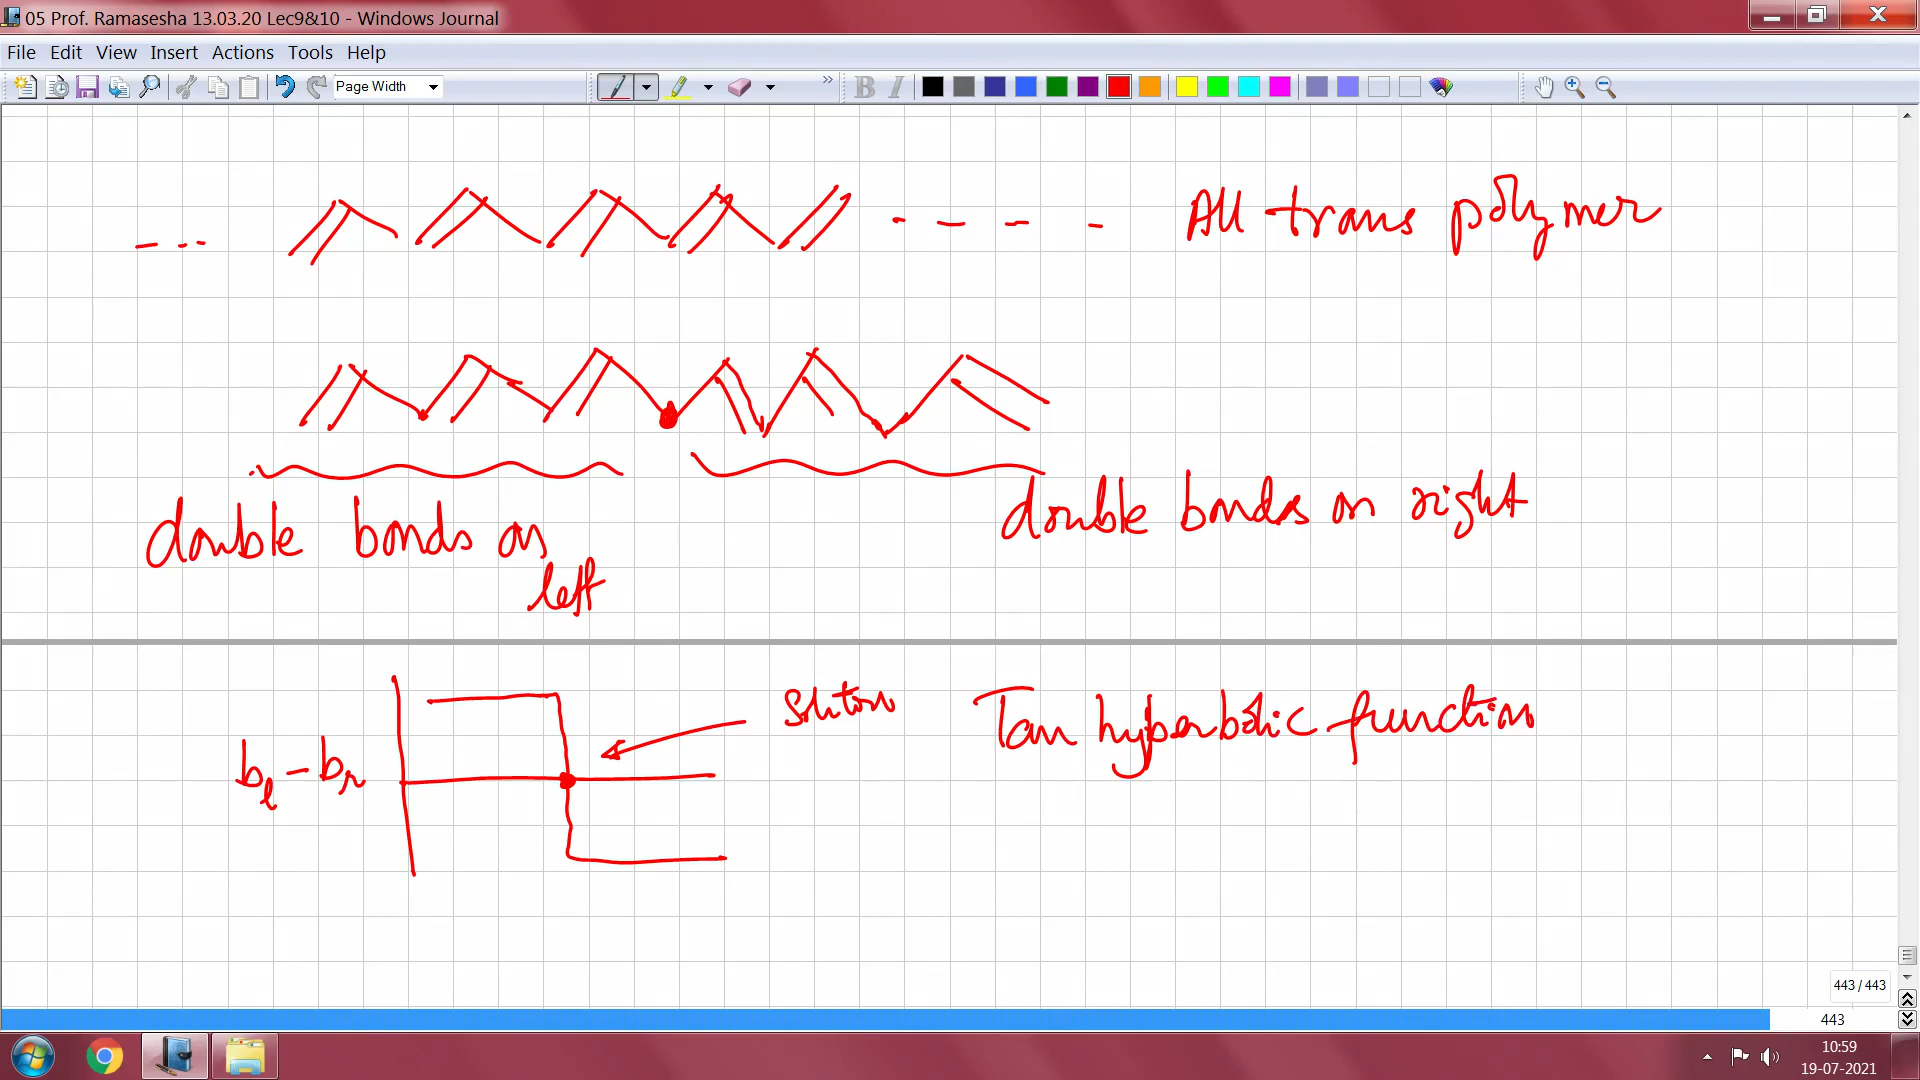 05 Prof. Ramasesha 13.03.20 Lec9&10 - Windows Journal
File Edit View Insert Actions Tools Help
Page Width
All trans polymer
double bonds on left
double bonds on right
bl - br
Soliton
Tan hyperbolic function
443 / 443
443
10:59
19-07-2021